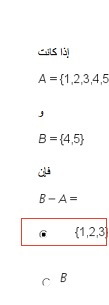 إذا كانت
A = {1,2,3,4,5
و
B = {4,5}
فإن
B – A =
{1,2,3}
B